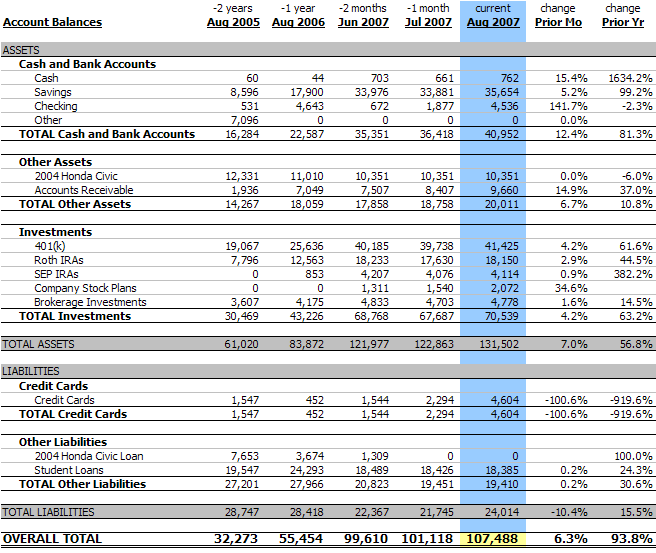 -2 years -1 year -2 months -1 month current change change
Account Balances Aug 2005 Aug 2006 Jun 2007 Jul 2007 Aug 2007 Prior Mo Prior Yr
ASSETS
Cash and Bank Accounts
Cash 60 44 703 661 762 15.4% 1634.2%
Savings 8,596 17,900 33,976 33,881 35,654 5.2% 99.2%
Checking 531 4,643 672 1,877 4,536 141.7% -2.3%
Other 7,096 0 0 0 0 0.0%
TOTAL Cash and Bank Accounts 16,284 22,587 35,351 36,418 40,952 12.4% 81.3%
Other Assets
2004 Honda Civic 12,331 11,010 10,351 10,351 10,351 0.0% -6.0%
Accounts Receivable 1,936 7,049 7,507 8,407 9,660 14.9% 37.0%
TOTAL Other Assets 14,267 18,059 17,858 18,758 20,011 6.7% 10.8%
Investments
401(k) 19,067 25,636 40,185 39,738 41,425 4.2% 61.6%
Roth IRAs 7,796 12,563 18,233 17,630 18,150 2.9% 44.5%
SEP IRAs 0 853 4,207 4,076 4,114 0.9% 382.2%
Company Stock Plans 0 0 1,311 1,540 2,072 34.6%
Brokerage Investments 3,607 4,175 4,833 4,703 4,778 1.6% 14.5%
TOTAL Investments 30,469 43,226 68,768 67,687 70,539 4.2% 63.2%
TOTAL ASSETS 61,020 83,872 121,977 122,863 131,502 7.0% 56.8%
LIABILITIES
Credit Cards
Credit Cards 1,547 452 1,544 2,294 4,604 -100.6% -919.6%
TOTAL Credit Cards 1,547 452 1,544 2,294 4,604 -100.6% -919.6%
Other Liabilities
2004 Honda Civic Loan 7,653 3,674 1,309 0 0 100.0%
Student Loans 19,547 24,293 18,489 18,426 18,385 0.2% 24.3%
TOTAL Other Liabilities 27,201 27,966 20,823 19,451 19,410 0.2% 30.6%
TOTAL LIABILITIES 28,747 28,418 22,367 21,745 24,014 -10.4% 15.5%
OVERALL TOTAL 32,273 55,454 99,610 101,118 107,488 6.3% 93.8%